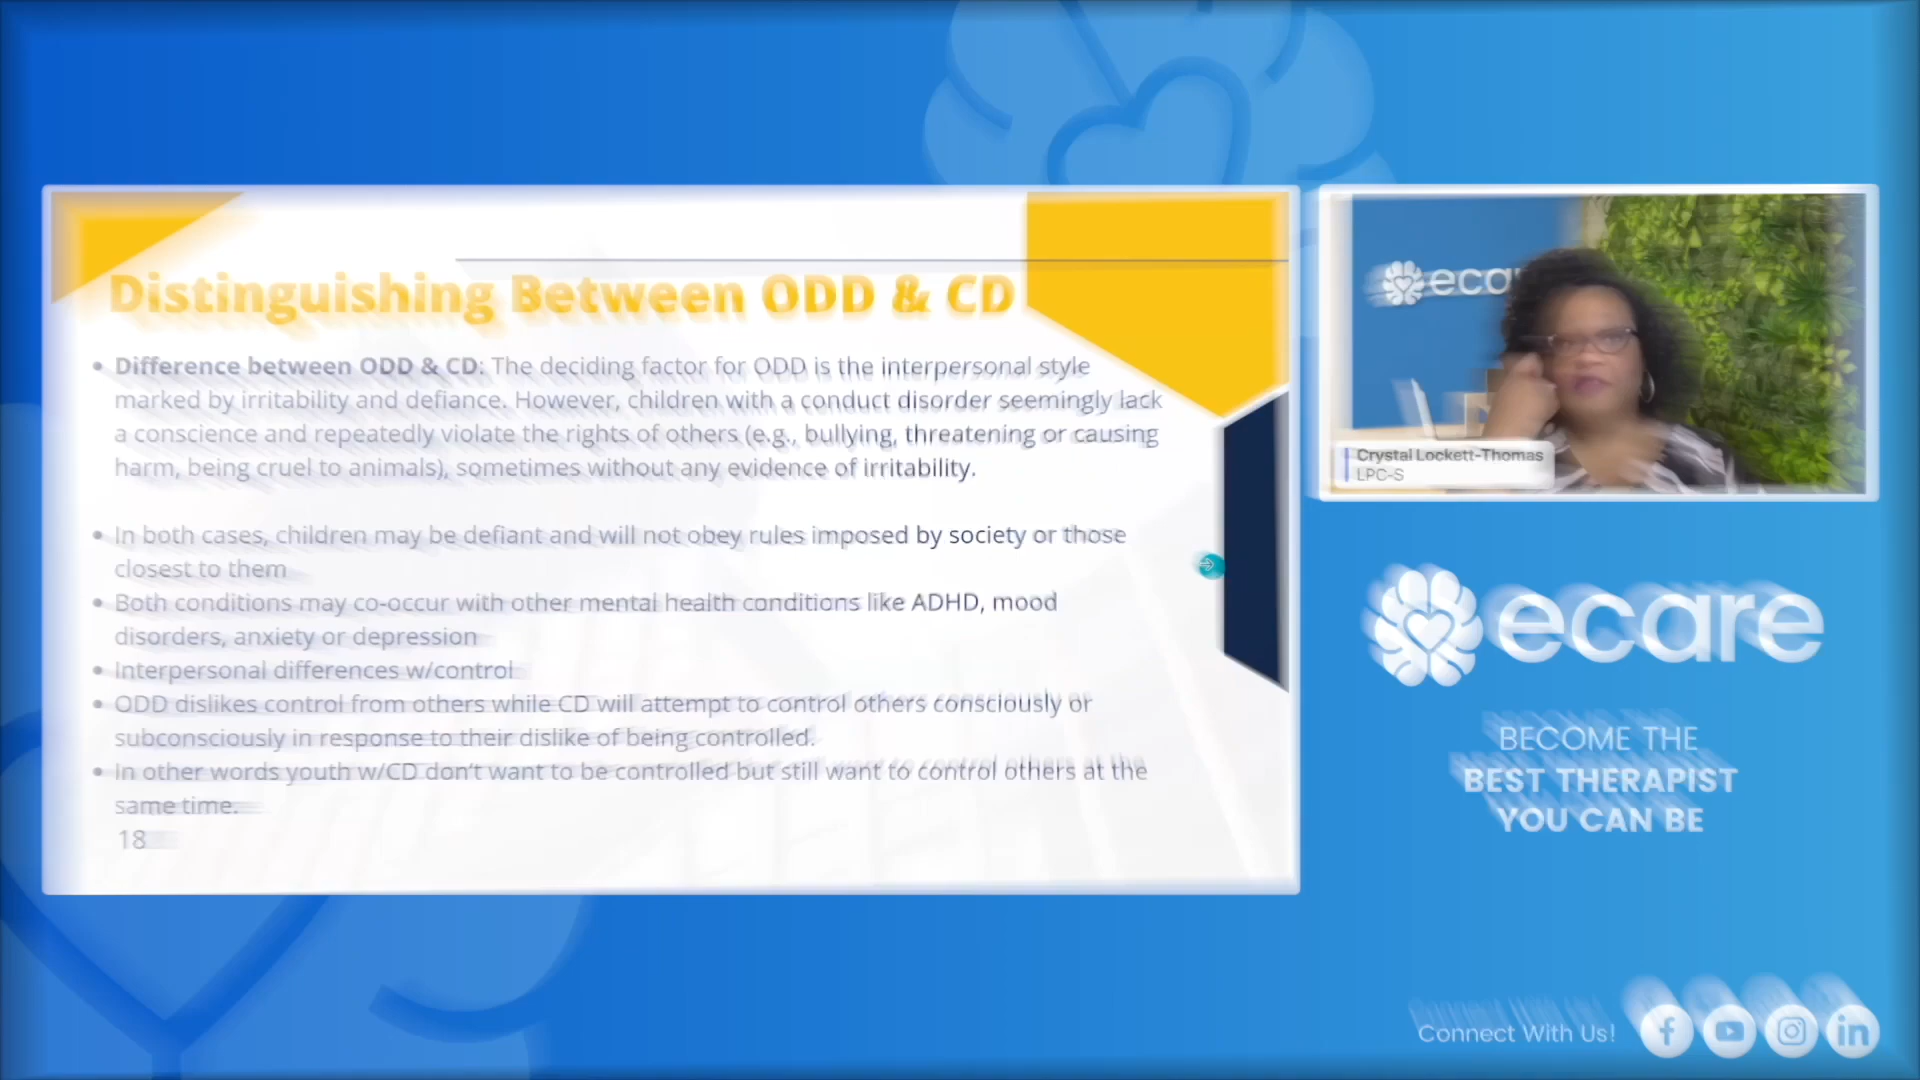 Distinguishing Between ODD & CD
• Difference between ODD & CD: The deciding factor for ODD is the interpersonal style
marked by irritability and defiance. However, children with a conduct disorder seemingly lack
a conscience and repeatedly violate the rights of others (e.g., bullying, threatening or causing
harm, being cruel to animals), sometimes without any evidence of irritability.
• In both cases, children may be defiant and will not obey rules imposed by society or those
closest to them
• Both conditions may co-occur with other mental health conditions like ADHD, mood
disorders, anxiety or depression
• Interpersonal differences w/control
• ODD dislikes control from others while CD will attempt to control others consciously or
subconsciously in response to their dislike of being controlled.
• In other words youth w/CD don't want to be controlled but still want to control others at the
same time.
18
ecar
Crystal Lockett-Thomas
LPC-S
ecare
BECOME THE
BEST THERAPIST
YOU CAN BE
Connect With Us!